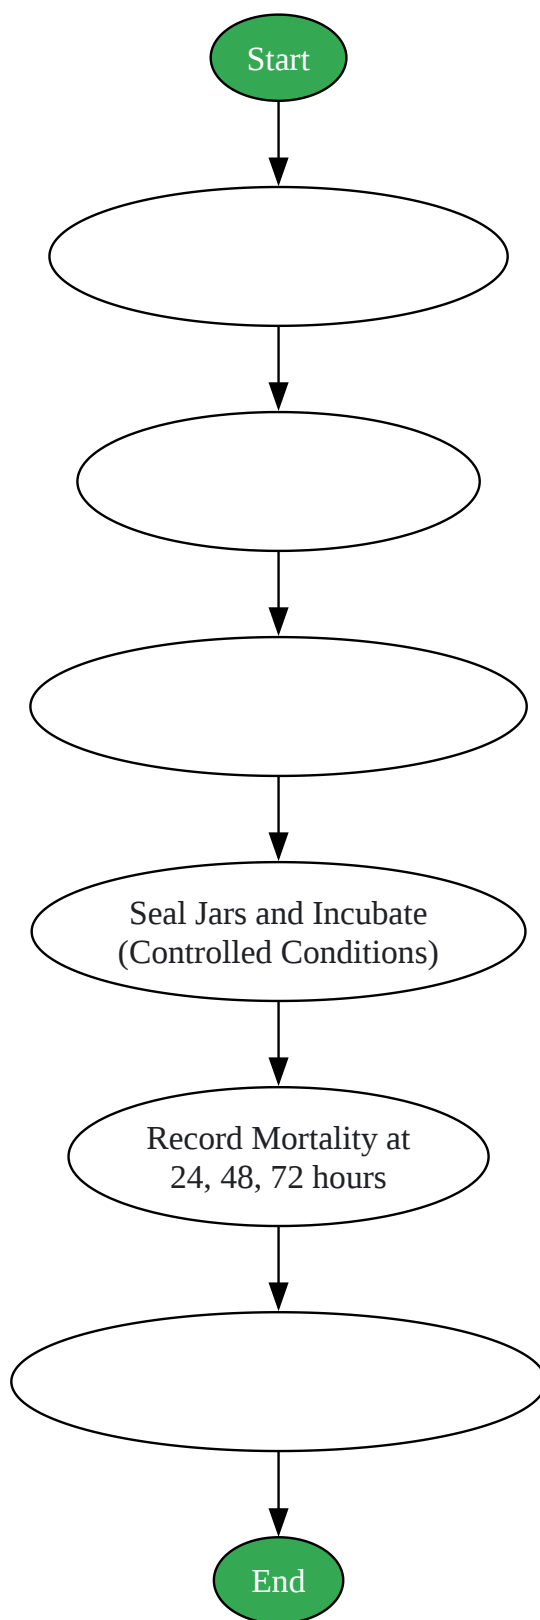 Start
Seal Jars and Incubate
(Controlled Conditions)
Record Mortality at
24, 48, 72 hours
End